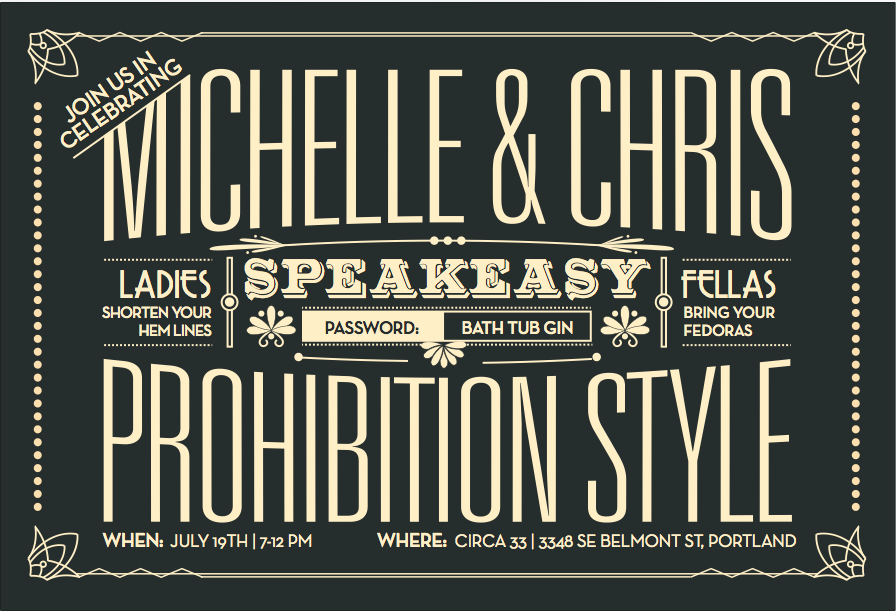 JOIN US IN
CELEBRATING
MICHELLE & CHRIS
LADIES
SHORTEN YOUR
HEM LINES
SPEAKEASY
PASSWORD: BATH TUB GIN
FELLAS
BRING YOUR
FEDORAS
PROHIBITION STYLE
WHEN: JULY 19TH | 7-12 PM WHERE: CIRCA 33 | 3348 SE BELMONT ST, PORTLAND